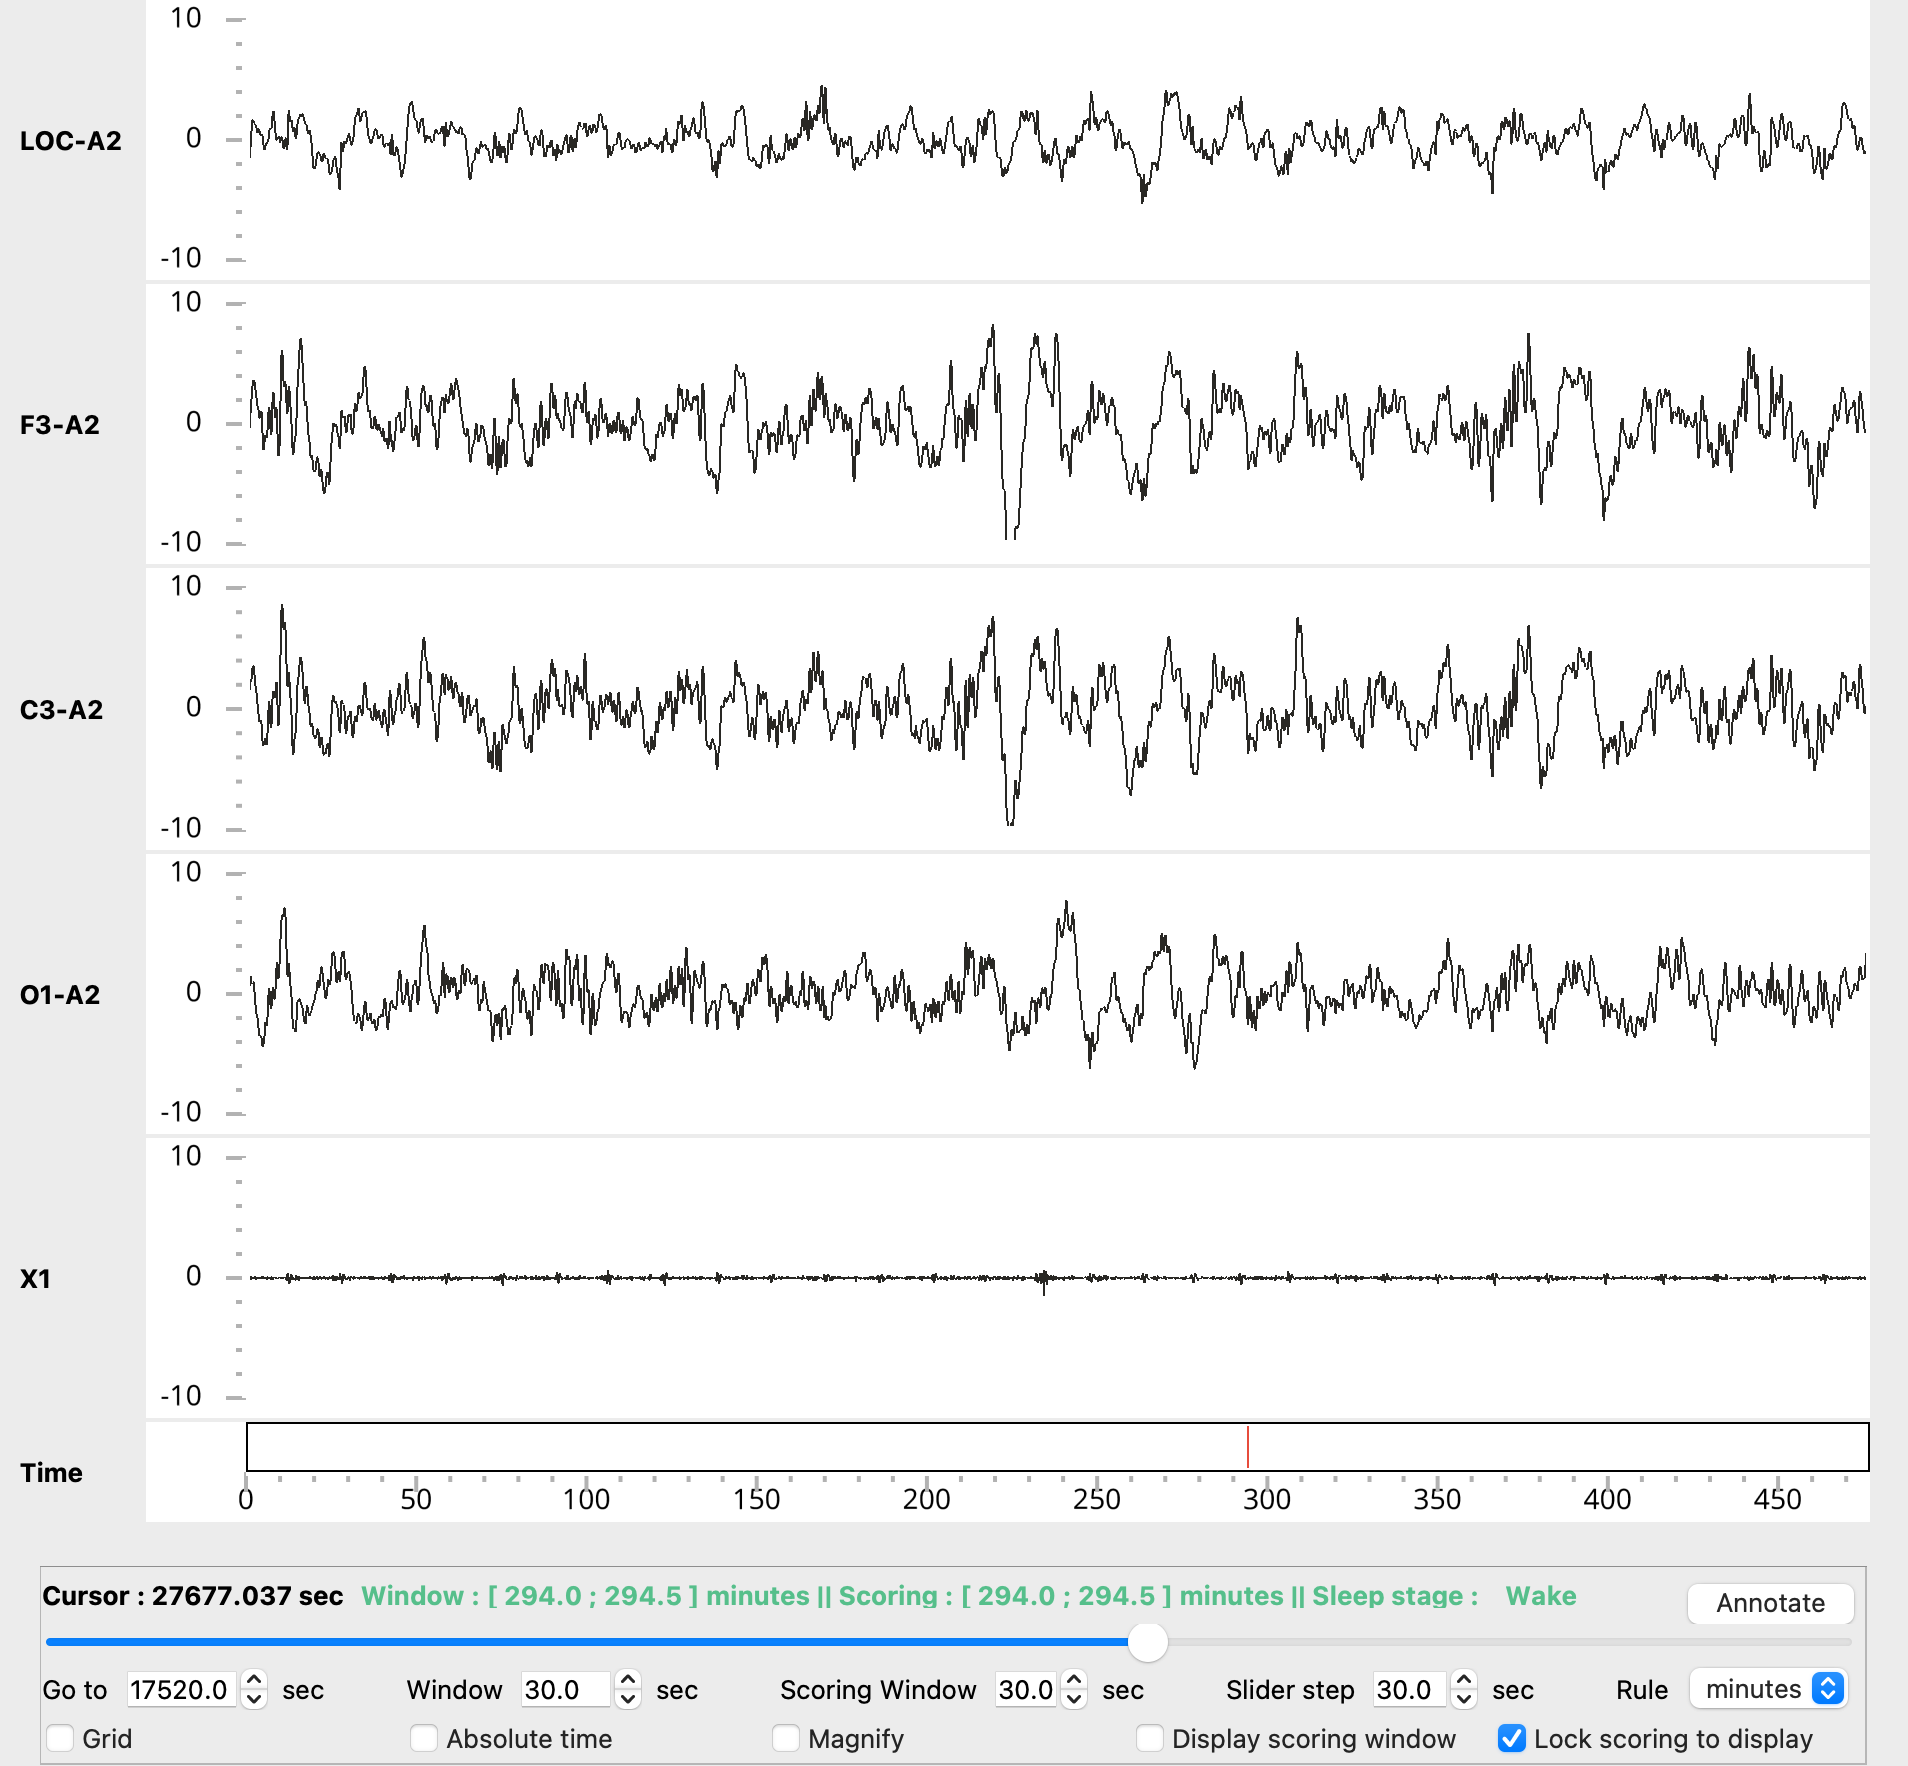 10
LOC-A2 0
-10
10
F3-A2 0
-10
10
C3-A2 0
-10
10
O1-A2 0
-10
10
X1 0
-10
Time
0 50 100 150 200 250 300 350 400 450
Cursor : 27677.037 sec Window : [ 294.0 ; 294.5 ] minutes || Scoring : [ 294.0 ; 294.5 ] minutes || Sleep stage : Wake Annotate
Go to 17520.0 sec Window 30.0 sec Scoring Window 30.0 sec Slider step 30.0 sec Rule minutes
Grid Absolute time Magnify Display scoring window Lock scoring to display